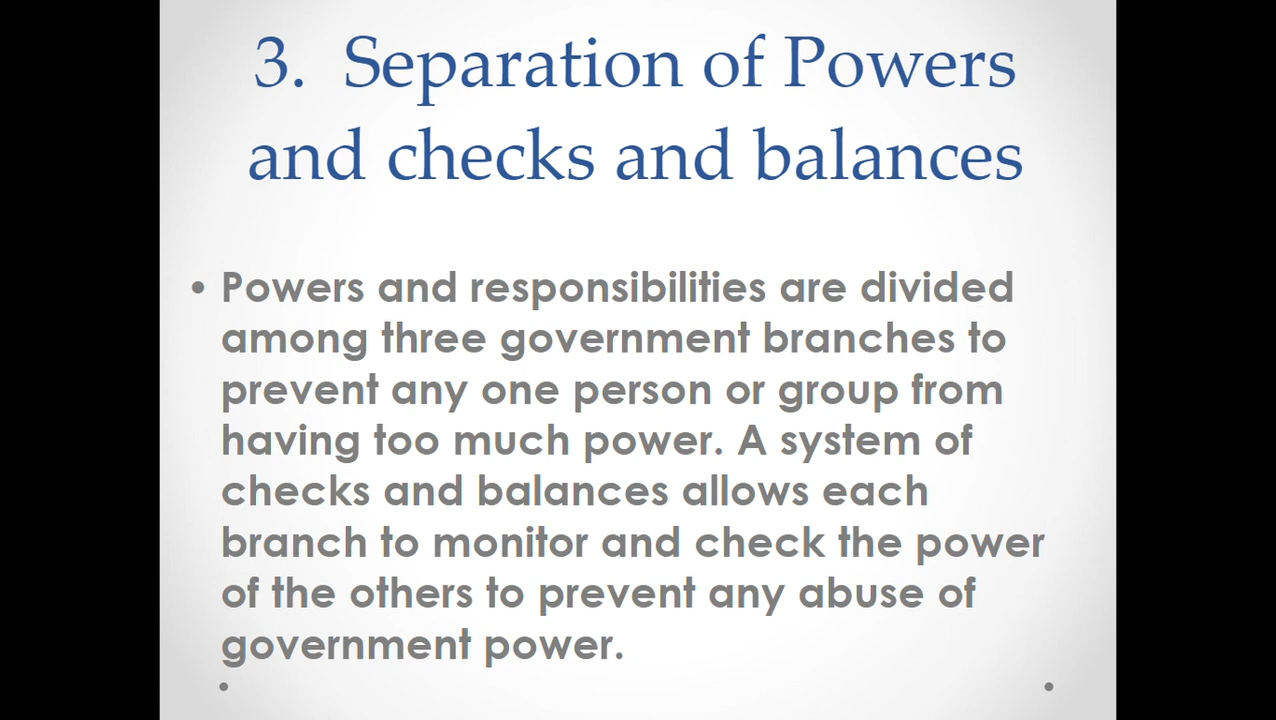 3.  Separation of Powers
and checks and balances
• Powers and responsibilities are divided
among three government branches to
prevent any one person or group from
having too much power. A system of
checks and balances allows each
branch to monitor and check the power
of the others to prevent any abuse of
government power.